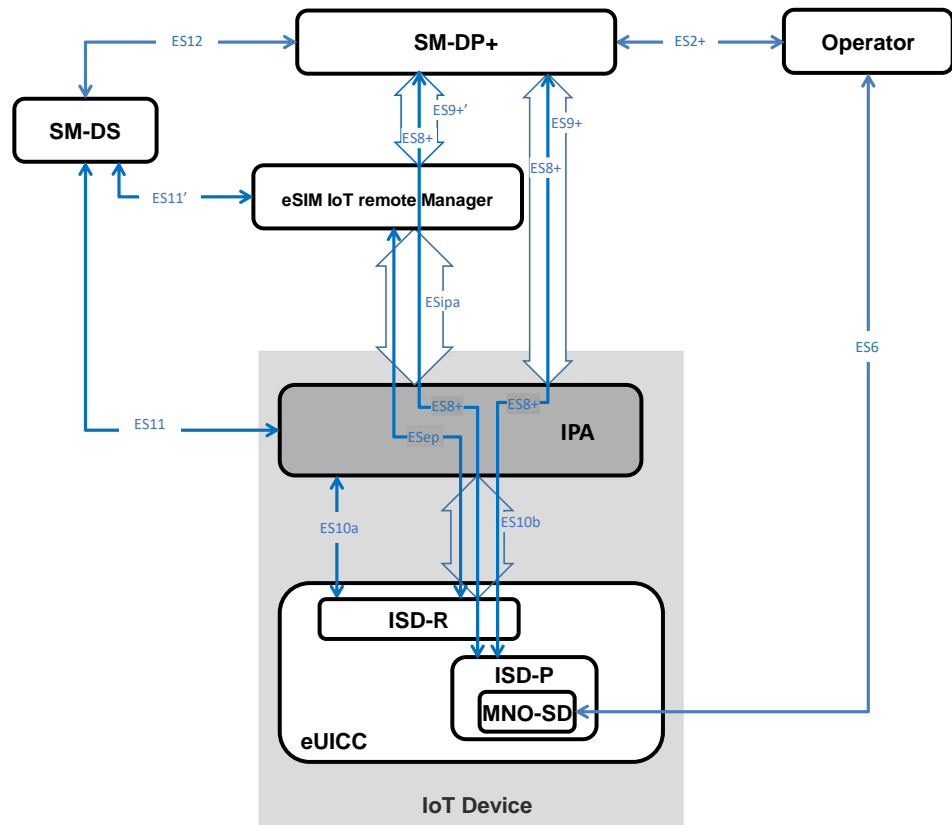 ES12
SM-DP+
ES2+
Operator
ES9+’
ES9+
SM-DS
ES8+
ES8+
ES11’
eSIM IoT remote Manager
ESipa
ES6
ES8+
ES8+
ES11
ESep
IPA
ES10a
ES10b
ISD-R
ISD-P
MNO-SD
eUICC
IoT Device